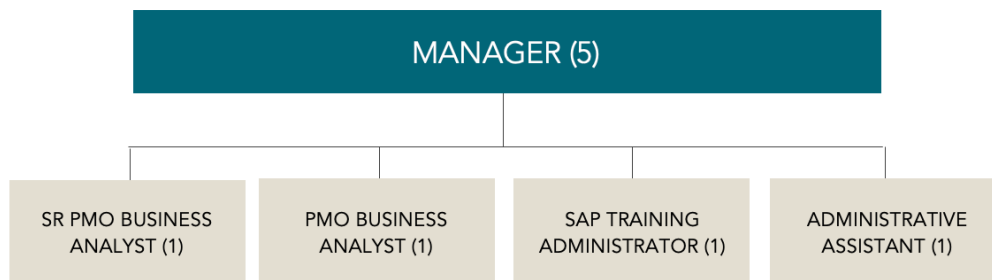 MANAGER (5)
SR PMO BUSINESS
ANALYST (1)
PMO BUSINESS
ANALYST (1)
SAP TRAINING
ADMINISTRATOR (1)
ADMINISTRATIVE
ASSISTANT (1)